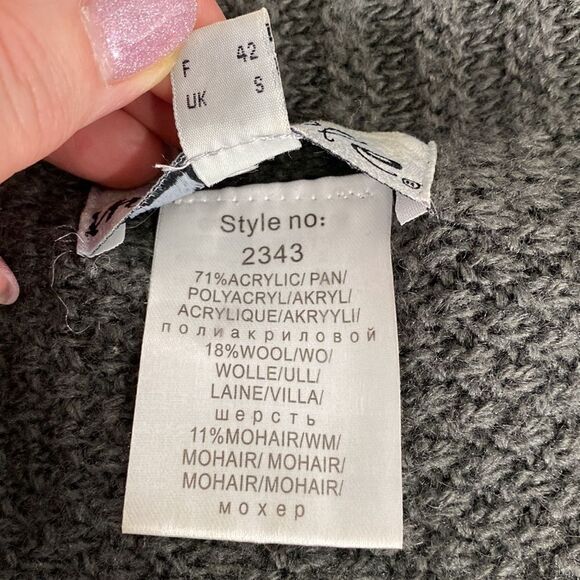 F 42
UK S
Style no:
2343
71%ACRYLIC/ PAN/
POLYACRYL/AKRYL/
ACRYLIQUE/AKRYYLI/
полиакриловой
18%WOOL/WO/
WOLLE/ULL/
LAINE/VILLA/
шерсть
11%MOHAIR/WM/
MOHAIR/ MOHAIR/
MOHAIR/MOHAIR/
мохер